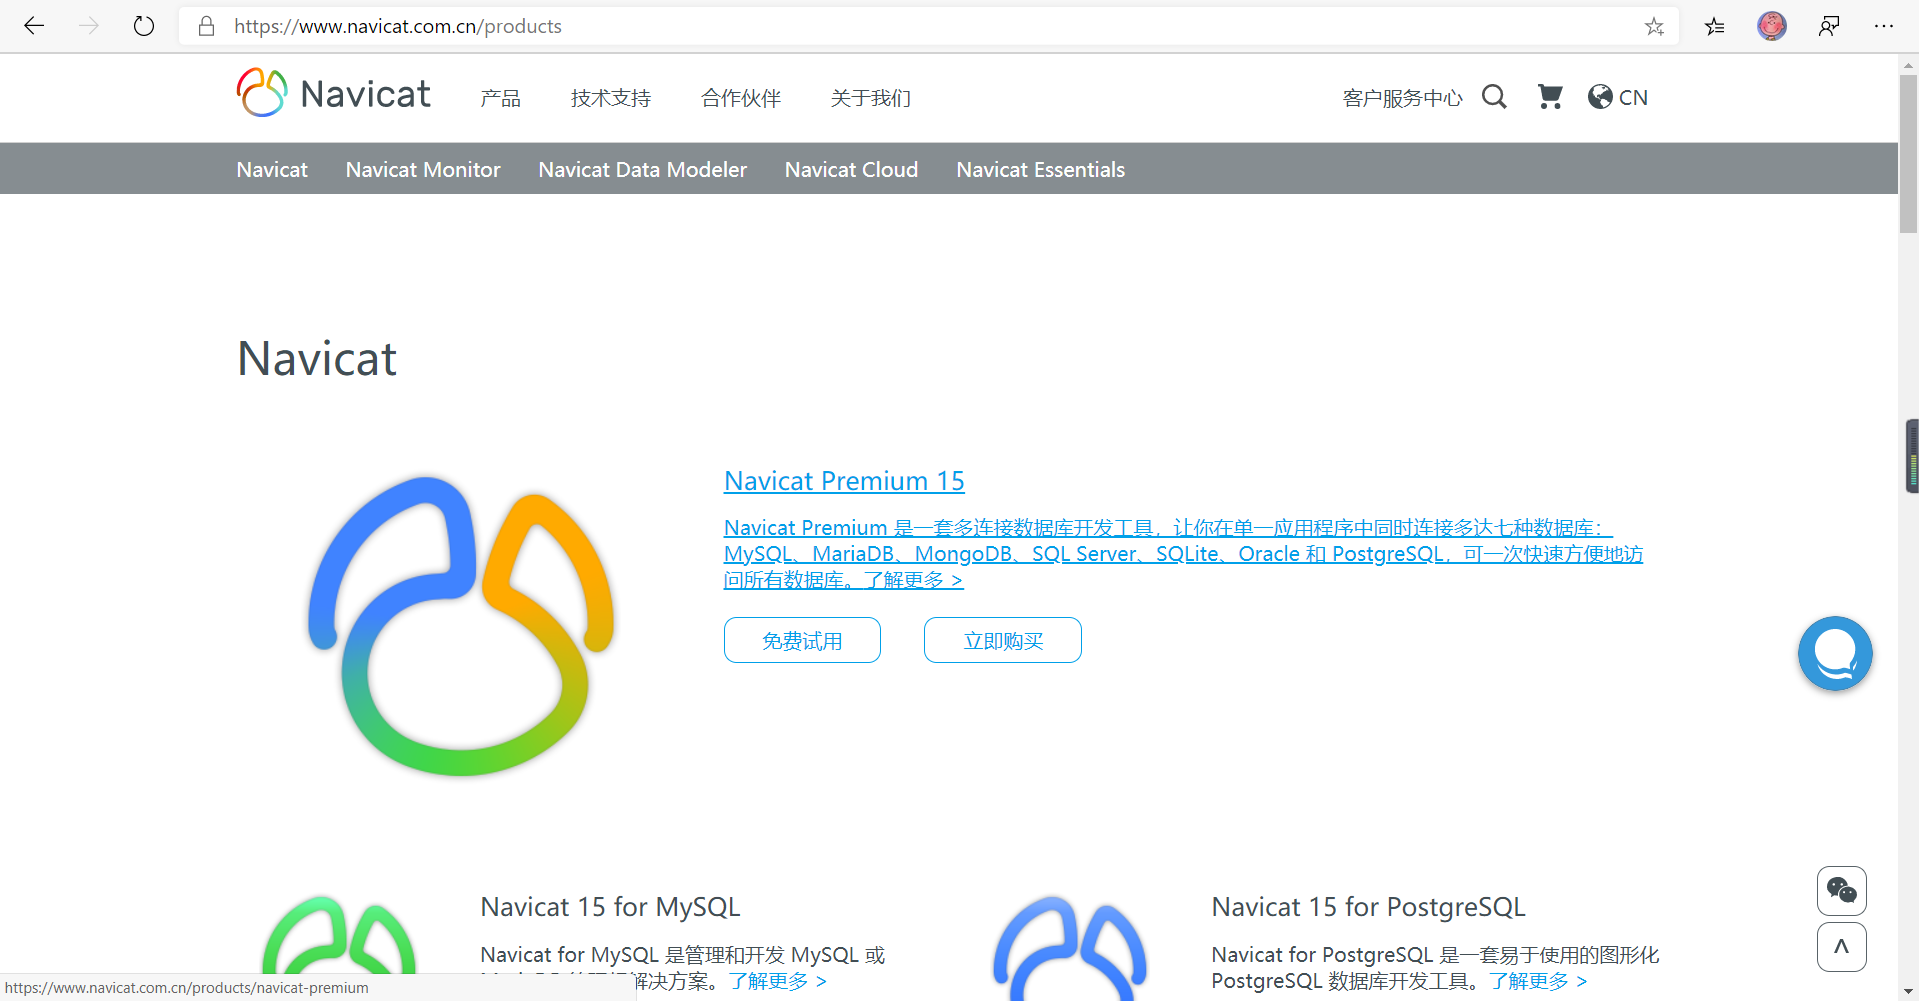 https://www.navicat.com.cn/products
Navicat
产品
技术支持
合作伙伴
关于我们
客户服务中心
CN
Navicat
Navicat Monitor
Navicat Data Modeler
Navicat Cloud
Navicat Essentials
Navicat
Navicat Premium 15
Navicat Premium 是一套多连接数据库开发工具，让你在单一应用程序中同时连接多达七种数据库：
MySQL、MariaDB、MongoDB、SQL Server、SQLite、Oracle 和 PostgreSQL，可一次快速方便地访
问所有数据库。了解更多 >
免费试用
立即购买
Navicat 15 for MySQL
Navicat for MySQL 是管理和开发 MySQL 或
解决方案。了解更多 >
Navicat 15 for PostgreSQL
Navicat for PostgreSQL 是一套易于使用的图形化
PostgreSQL 数据库开发工具。了解更多 >
https://www.navicat.com.cn/products/navicat-premium